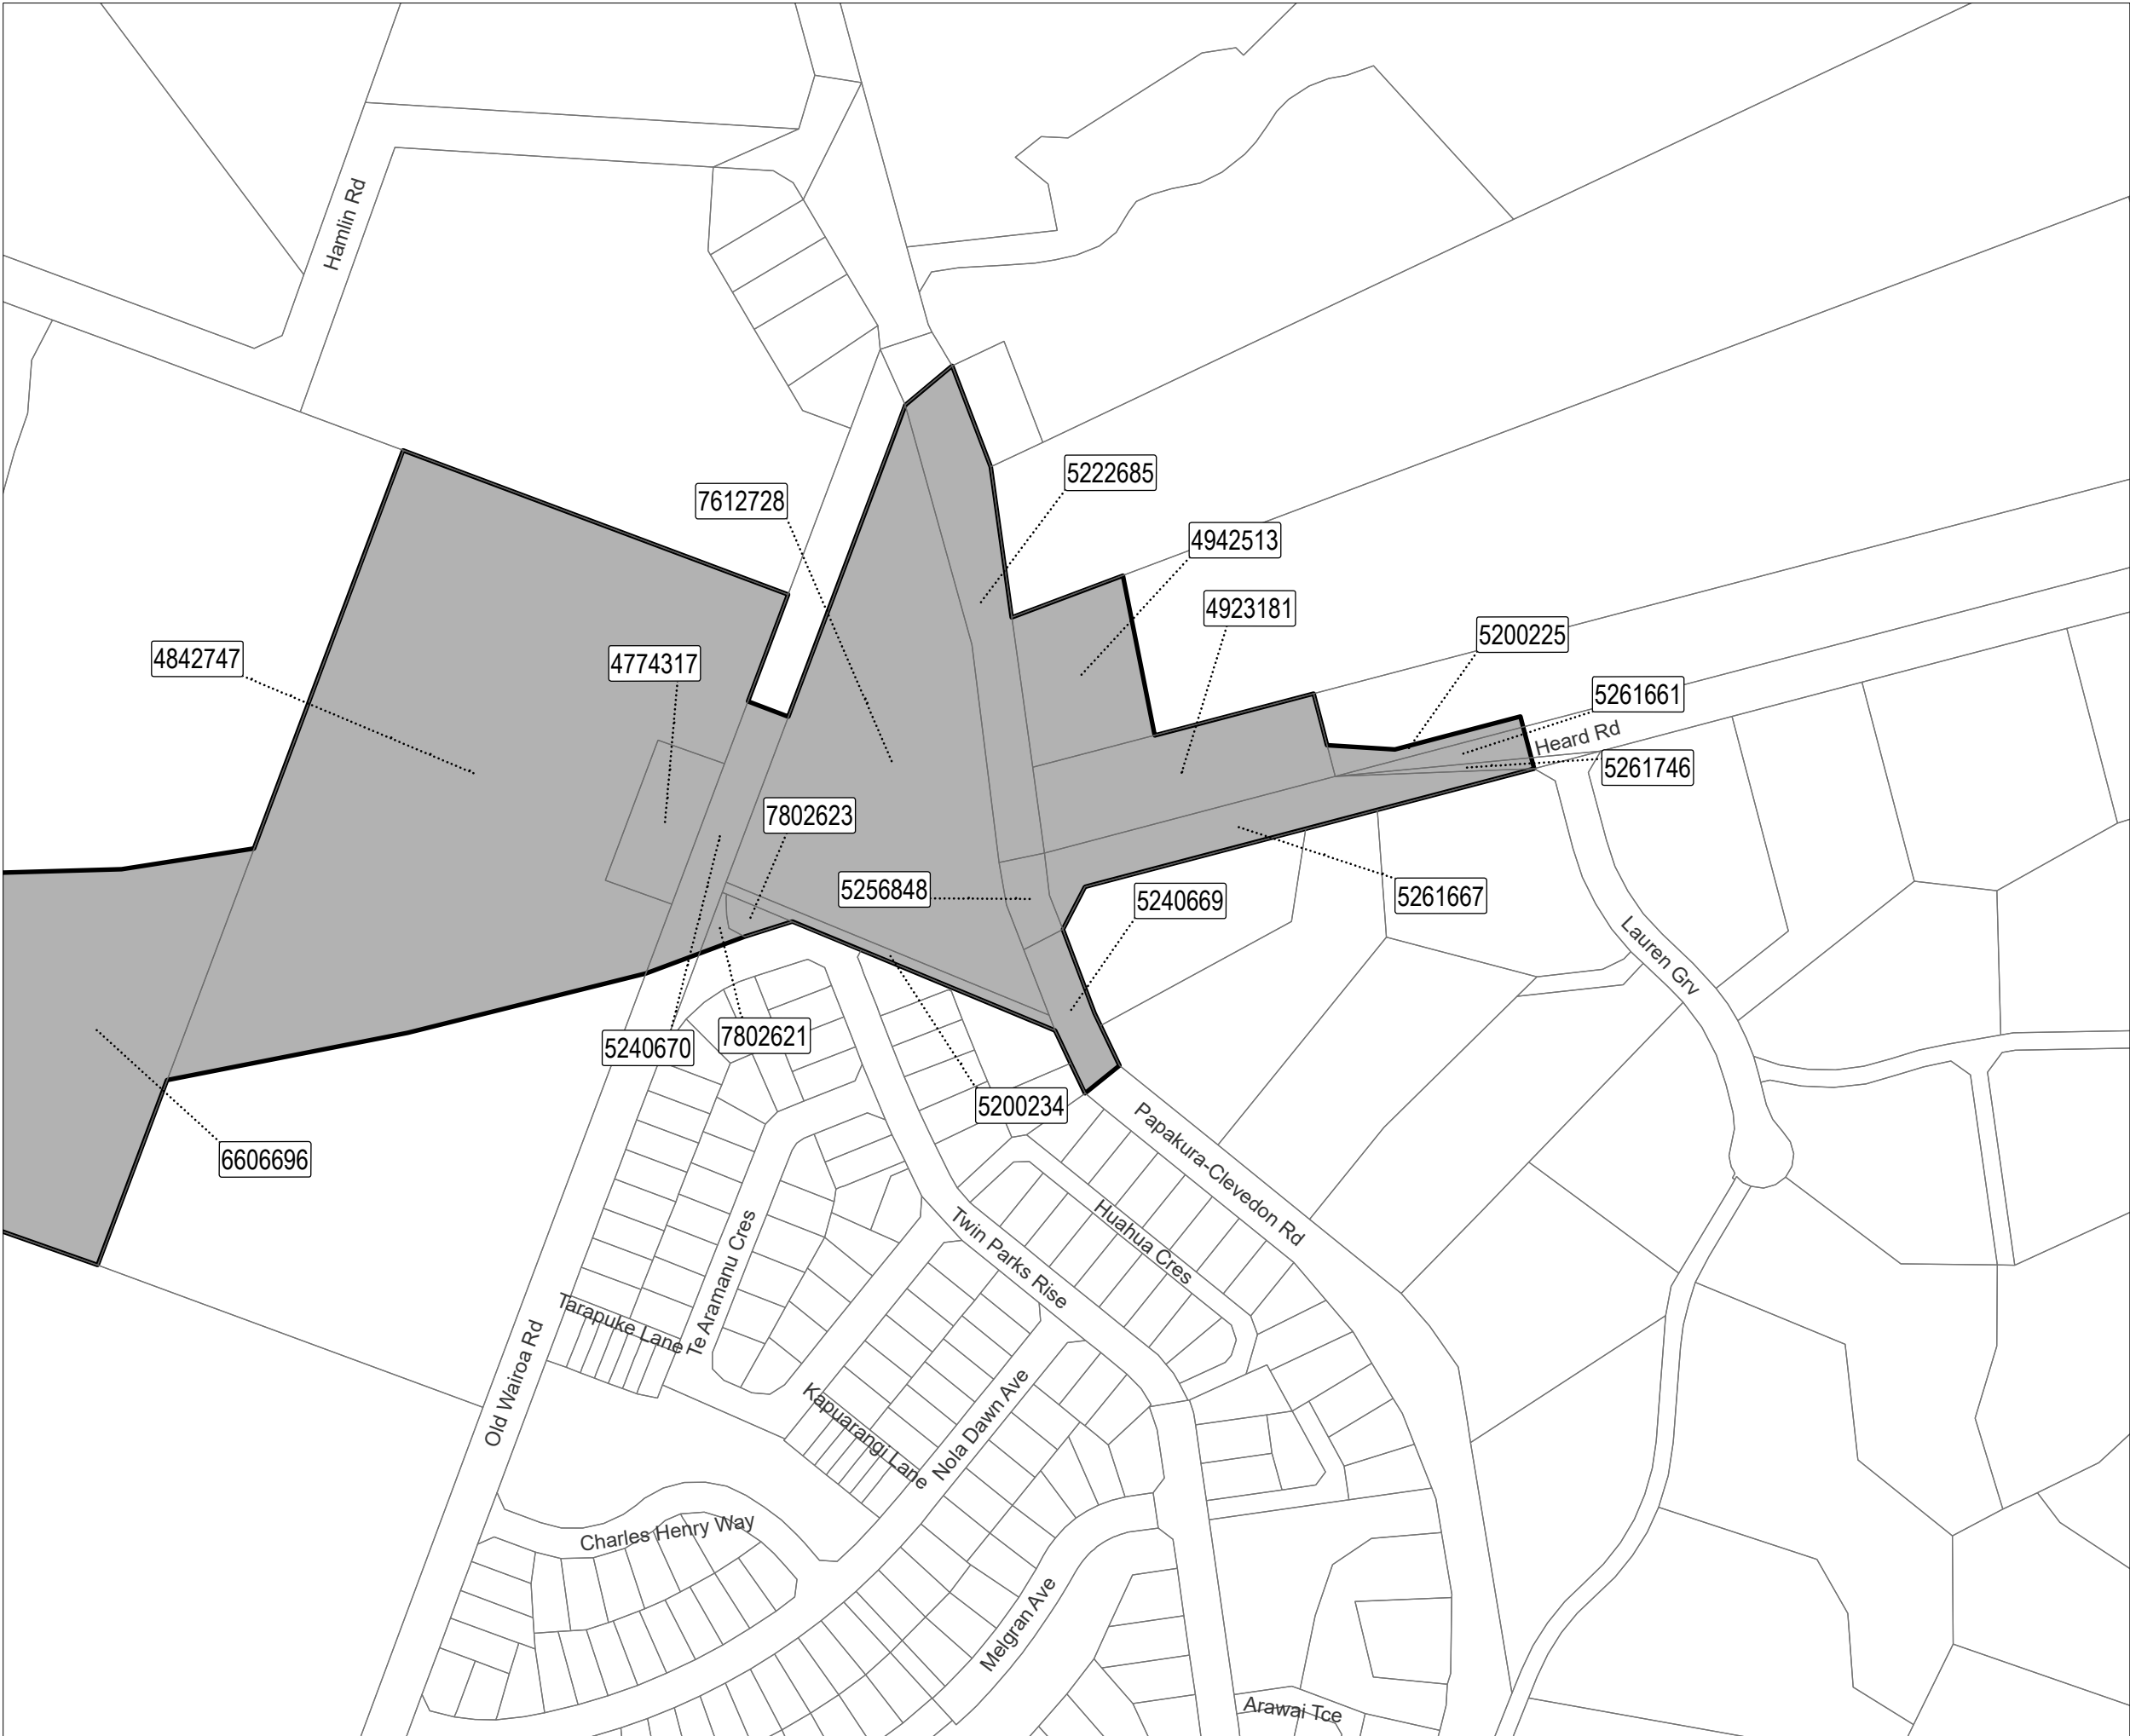 Hamlin Rd
5222685
7612728
4942513
4923181
5200225
4842747
4774317
5261661
Heard Rd
5261746
7802623
5256848
5240669
5261667
Lauren Grv
5240670
7802621
5200234
6606696
Papakura-Clevedon Rd
Huahua Cres
Twin Parks Rise
Te Aramanu Cres
Tarapuke Lane
Old Wairoa Rd
Kapuarangi Lane
Nola Dawn Ave
Charles Henry Way
Melgran Ave
Arawai Tce